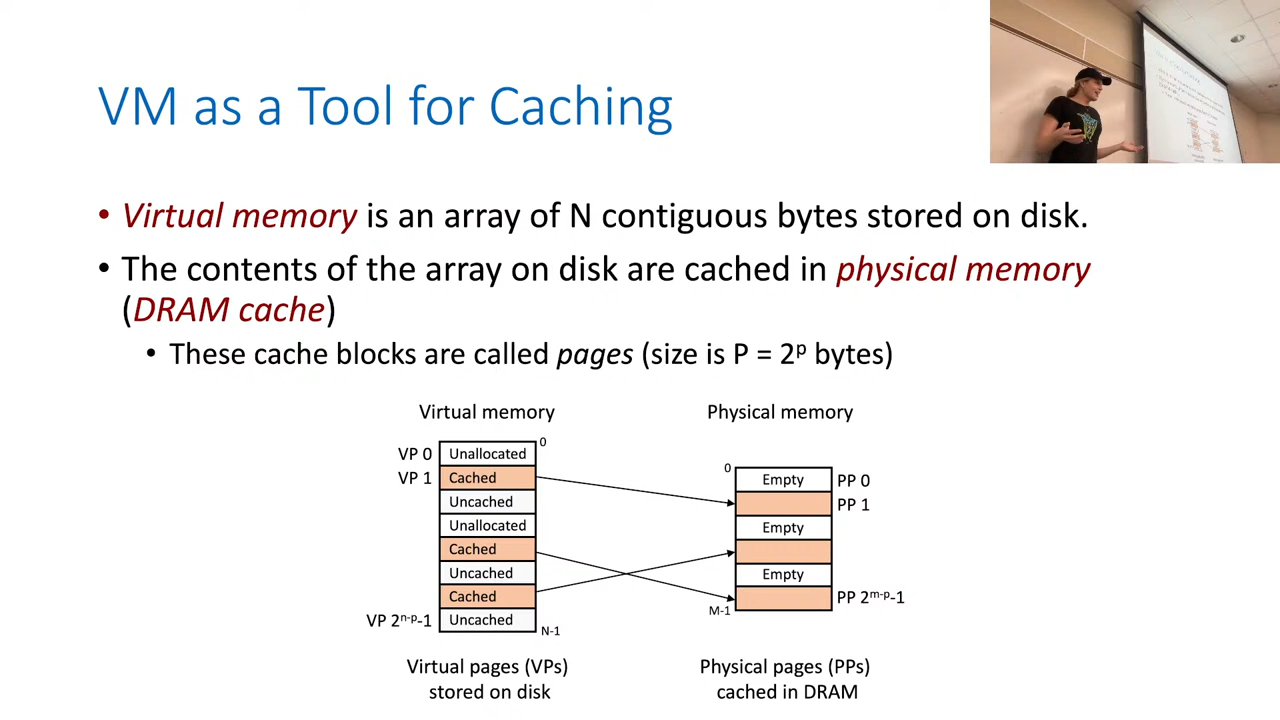 VM as a Tool for Caching
• Virtual memory is an array of N contiguous bytes stored on disk.
• The contents of the array on disk are cached in physical memory
(DRAM cache)
• These cache blocks are called pages (size is P = 2ᵖ bytes)
Virtual memory
Physical memory
0
VP 0 Unallocated
VP 1 Cached
Uncached
Unallocated
Cached
Uncached
Cached
VP 2ⁿ⁻ᵖ-1 Uncached
N-1
0
Empty PP 0
PP 1
Empty
Empty
PP 2ᵐ⁻ᵖ-1
M-1
Virtual pages (VPs)
stored on disk
Physical pages (PPs)
cached in DRAM